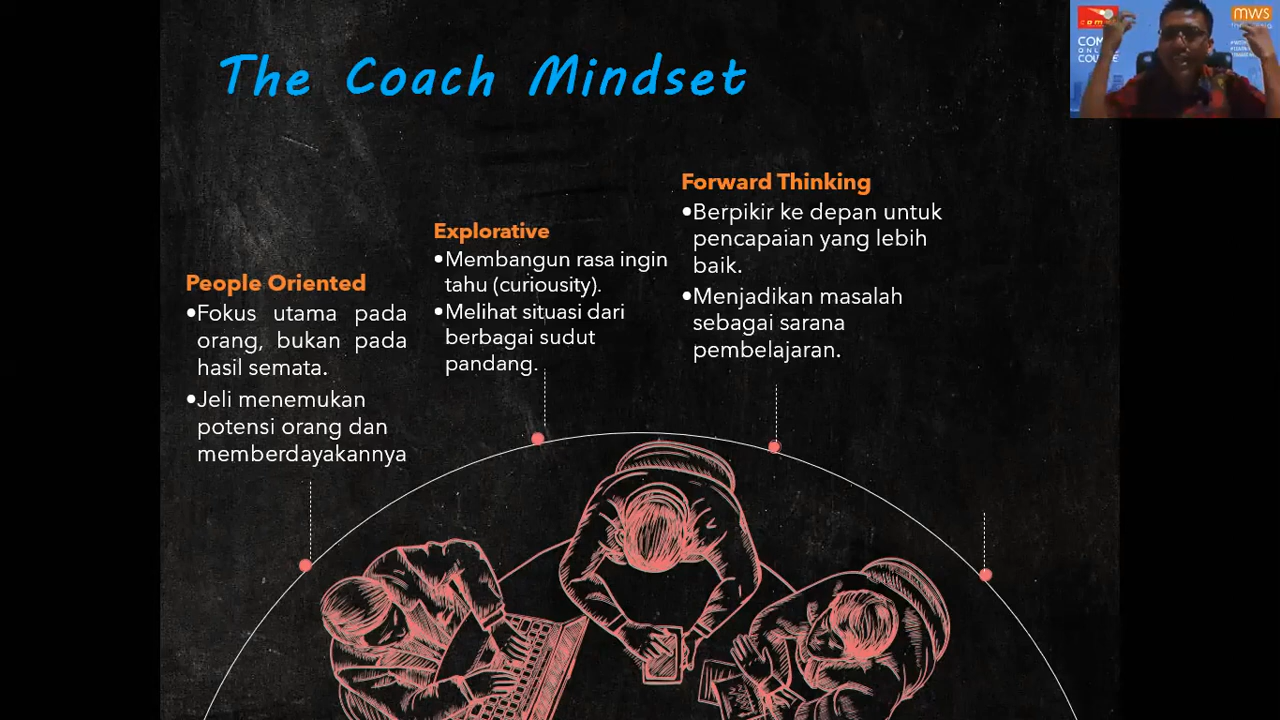 The Coach Mindset
People Oriented
•Fokus utama pada
orang, bukan pada
hasil semata.
•Jeli menemukan
potensi orang dan
memberdayakannya
Explorative
•Membangun rasa ingin
tahu (curiousity).
•Melihat situasi dari
berbagai sudut
pandang.
Forward Thinking
•Berpikir ke depan untuk
pencapaian yang lebih
baik.
•Menjadikan masalah
sebagai sarana
pembelajaran.
mws